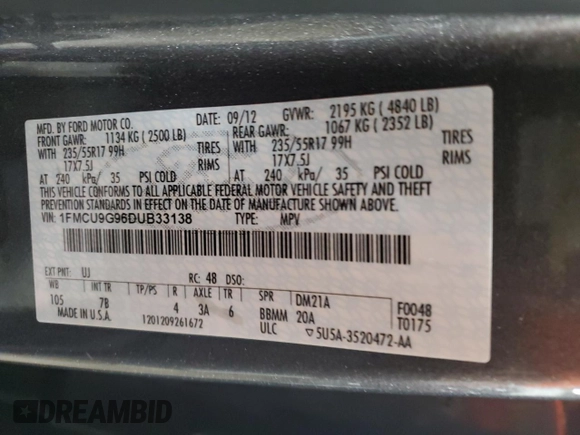 MFD. BY FORD MOTOR CO.
DATE: 09/12 GVWR: 2195 KG ( 4840 LB)
FRONT GAWR: 1134 KG ( 2500 LB)
REAR GAWR: 1067 KG ( 2352 LB)
WITH 235/55R17 99H TIRES
WITH 235/55R17 99H TIRES
17X7.5J RIMS
17X7.5J RIMS
AT 240 kPa/ 35 PSI COLD
AT 240 kPa/ 35 PSI COLD
THIS VEHICLE CONFORMS TO ALL APPLICABLE FEDERAL MOTOR VEHICLE SAFETY AND THEFT
PREVENTION STANDARDS IN EFFECT ON THE DATE OF MANUFACTURE SHOWN ABOVE.
VIN: 1FMCU9G96DUB33138 TYPE: MPV
EXT PNT: UJ RC: 48 DSO:
WB INT TR TP/PS R AXLE TR SPR DM21A F0048
105 7B 4 3A 6 BBMM 20A T0175
MADE IN U.S.A. 1201209261672 ULC ▽5U5A-3520472-AA
DREAMBID